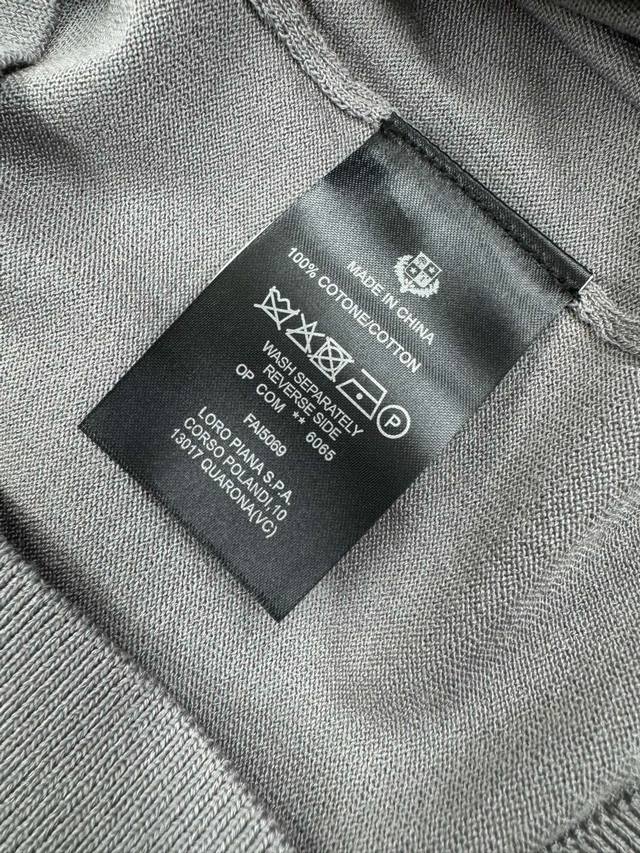 MADE IN CHINA
100% COTONE/COTTON
P
WASH SEPARATELY
REVERSE SIDE
OP COM ** 6065
FAI5069
LORO PIANA S.P.A.
CORSO POLANDI,10
13017 QUARONA(VC)